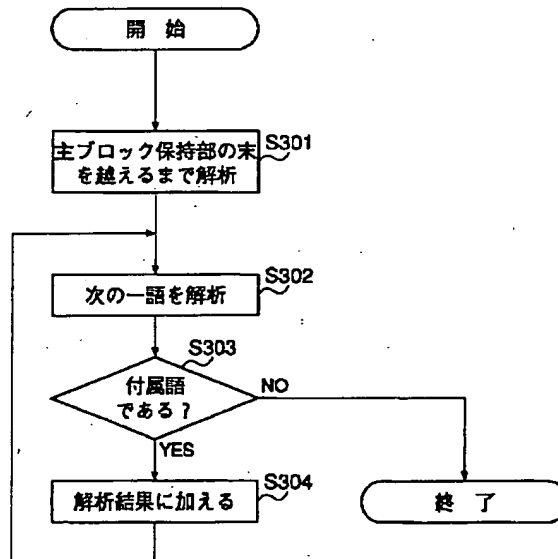 開 始
S301
主ブロック保持部の末
を越えるまで解析
S302
次の一語を解析
S303
付属語
である?
NO
YES
S304
解析結果に加える
終 了